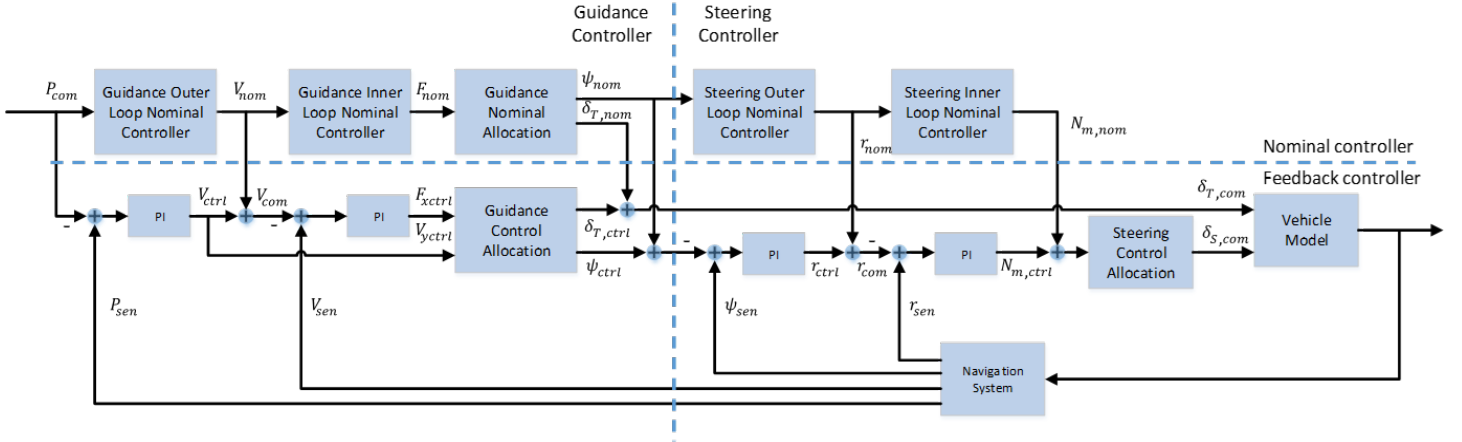 Guidance
Controller
Steering
Controller
P_com
Guidance Outer
Loop Nominal
Controller
V_nom
Guidance Inner
Loop Nominal
Controller
F_nom
Guidance
Nominal
Allocation
ψ_nom
δ_T,nom
Steering Outer
Loop Nominal
Controller
r_nom
Steering Inner
Loop Nominal
Controller
N_m,nom
Nominal controller
Feedback controller
-
+
PI
V_ctrl
+
V_com
-
+
PI
F_xctrl
V_yctrl
Guidance
Control
Allocation
+
δ_T,ctrl
+
ψ_ctrl
-
+
PI
r_ctrl
+
r_com
-
+
PI
N_m,ctrl
+
Steering
Control
Allocation
δ_T,com
δ_S,com
Vehicle
Model
P_sen
V_sen
ψ_sen
r_sen
Navigation
System